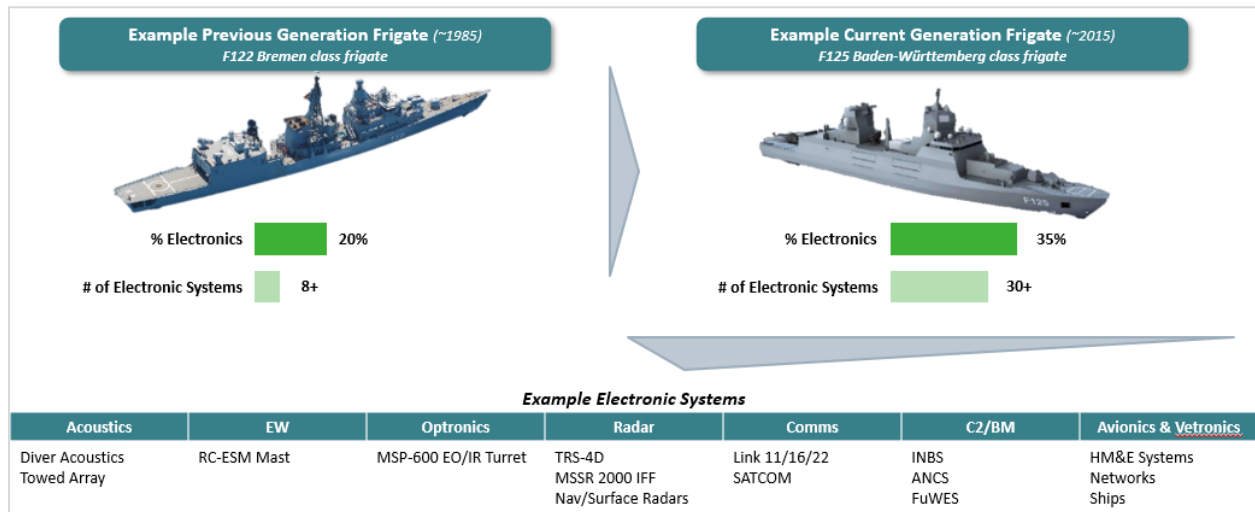 Example Previous Generation Frigate (~1985)
F122 Bremen class frigate
Example Current Generation Frigate (~2015)
F125 Baden-Württemberg class frigate
F125
% Electronics 20%
# of Electronic Systems 8+
% Electronics 35%
# of Electronic Systems 30+
Example Electronic Systems
Acoustics EW Optronics Radar Comms C2/BM Avionics & Vetronics
Diver Acoustics RC-ESM Mast MSP-600 EO/IR Turret TRS-4D Link 11/16/22 INBS HM&E Systems
Towed Array MSSR 2000 IFF SATCOM ANCS Networks
Nav/Surface Radars FuWES Ships